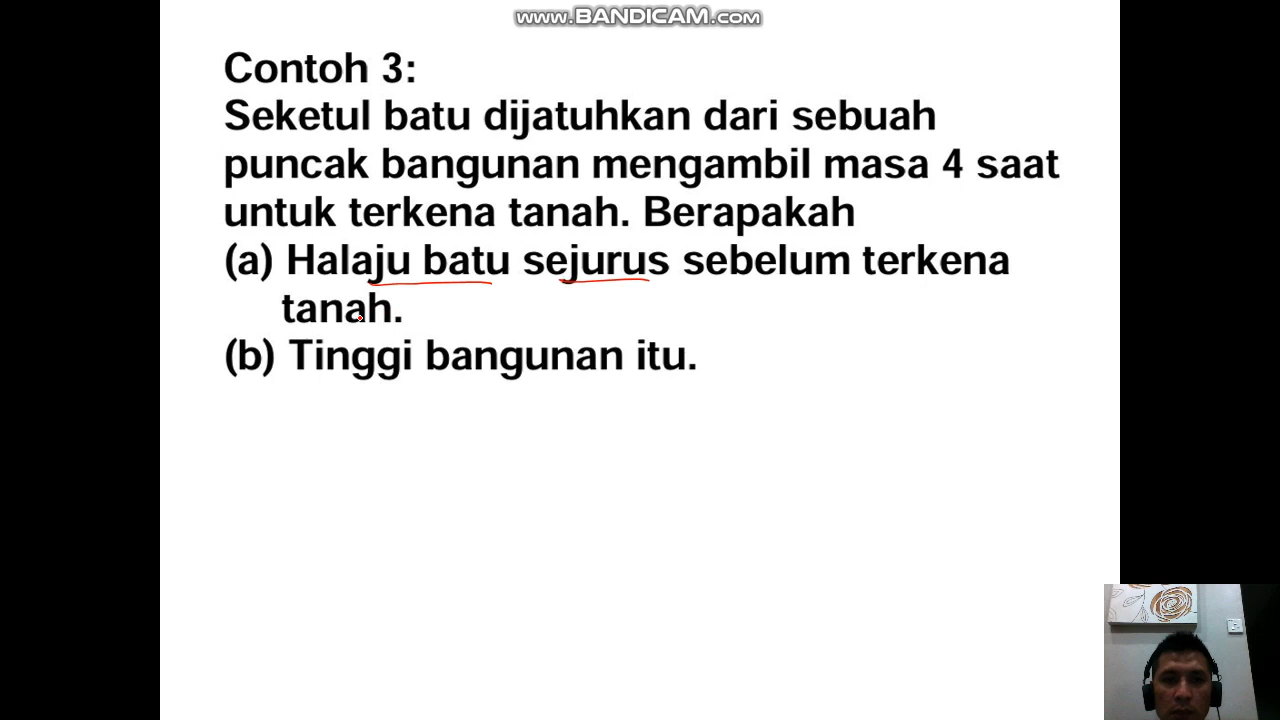 www.BANDICAM.com
Contoh 3:
Seketul batu dijatuhkan dari sebuah
puncak bangunan mengambil masa 4 saat
untuk terkena tanah. Berapakah
(a) Halaju batu sejurus sebelum terkena
tanah.
(b) Tinggi bangunan itu.